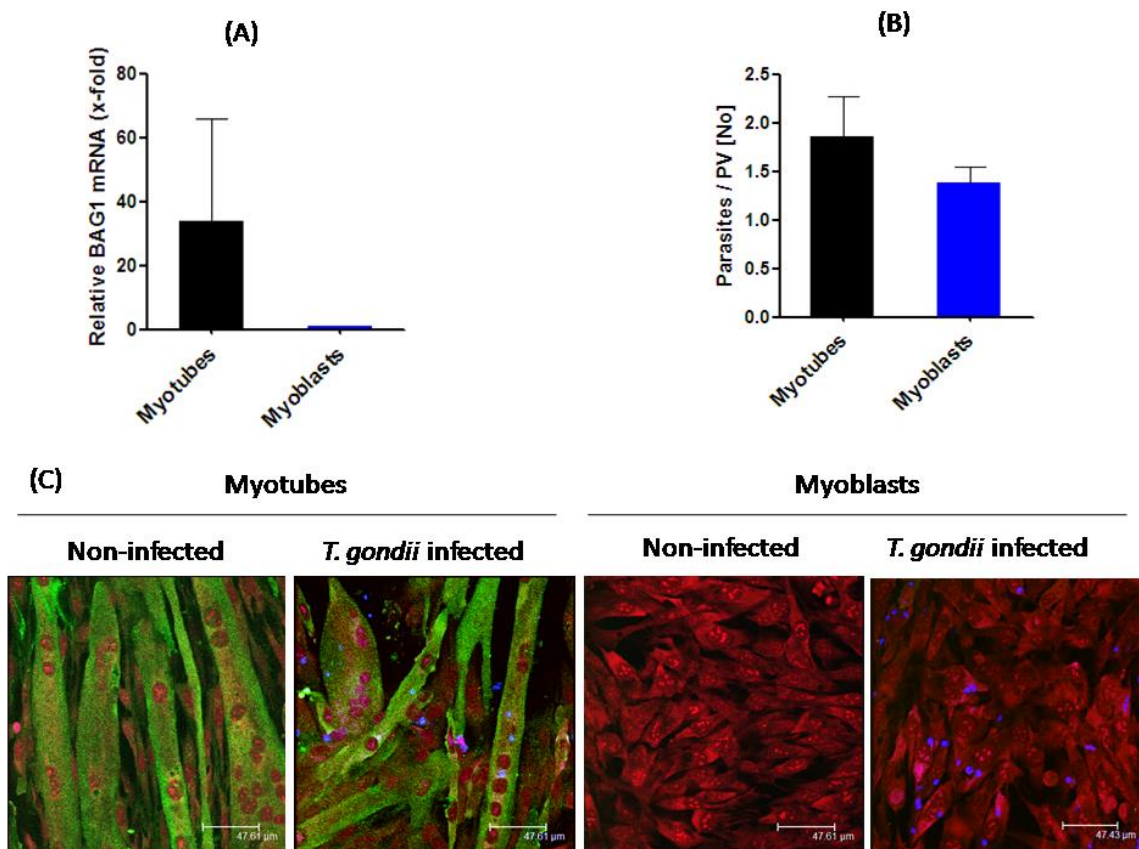 (A)
Relative BAG1 mRNA (x-fold)
80
60
40
20
0
Myotubes
Myoblasts
(B)
Parasites / PV [No]
2.5
2.0
1.5
1.0
0.5
0.0
Myotubes
Myoblasts
(C)
Myotubes
Myoblasts
Non-infected
T. gondii infected
Non-infected
T. gondii infected
47.61 µm
47.61 µm
47.61 µm
47.43 µm